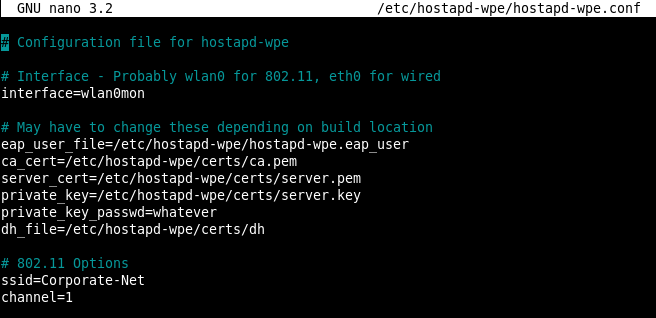 GNU nano 3.2 /etc/hostapd-wpe/hostapd-wpe.conf
# Configuration file for hostapd-wpe
# Interface - Probably wlan0 for 802.11, eth0 for wired
interface=wlan0mon
# May have to change these depending on build location
eap_user_file=/etc/hostapd-wpe/hostapd-wpe.eap_user
ca_cert=/etc/hostapd-wpe/certs/ca.pem
server_cert=/etc/hostapd-wpe/certs/server.pem
private_key=/etc/hostapd-wpe/certs/server.key
private_key_passwd=whatever
dh_file=/etc/hostapd-wpe/certs/dh
# 802.11 Options
ssid=Corporate-Net
channel=1